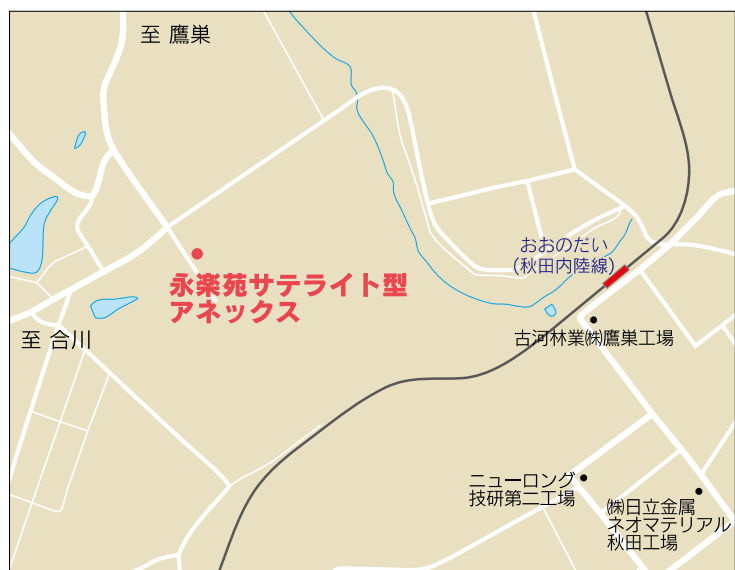 至 鷹巣
おおのだい
(秋田内陸線)
永楽苑サテライト型
アネックス
至 合川
古河林業㈱鷹巣工場
ニューロング
技研第二工場
㈱日立金属
ネオマテリアル
秋田工場